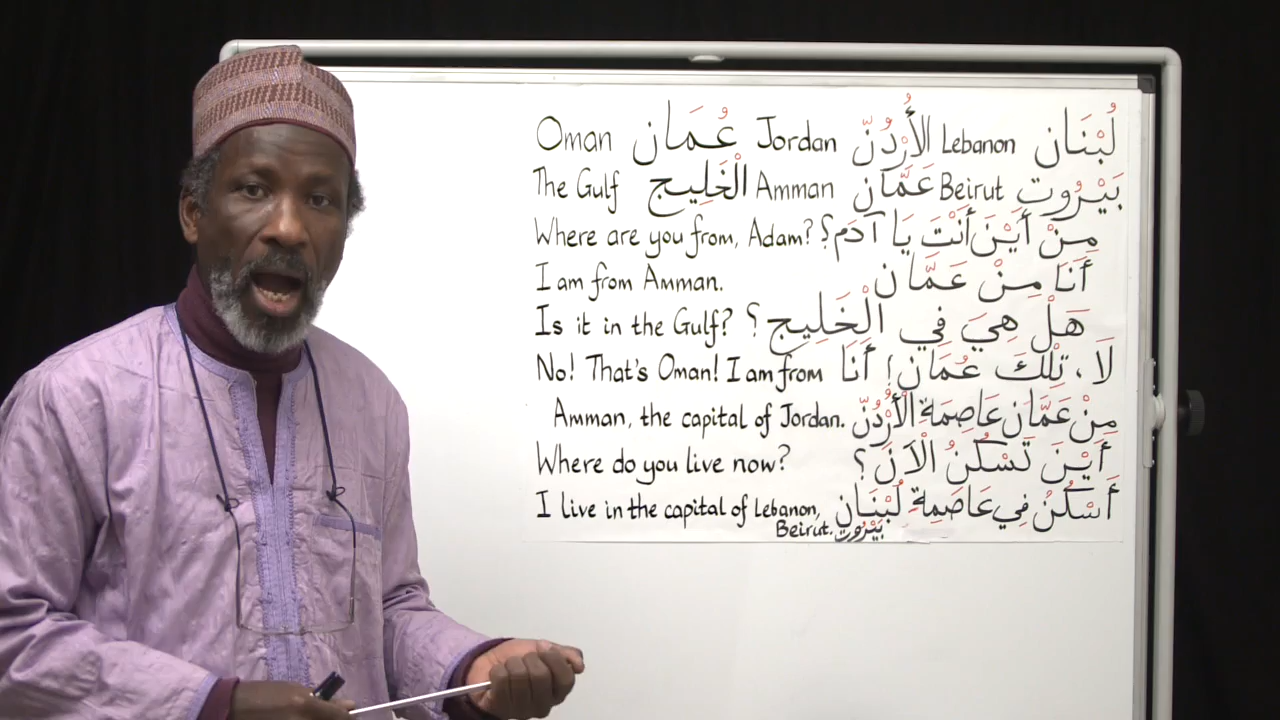 Oman عُمَان Jordan الأُرْدُنّ Lebanon لُبْنَان
The Gulf الْخَلِيج Amman عَمَّان Beirut بَيْرُوت
Where are you from, Adam? مِنْ أَيْنَ أَنْتَ يَا آدَم؟
I am from Amman. أَنَا مِنْ عَمَّان
Is it in the Gulf? هَلْ هِيَ فِي الْخَلِيج؟
No! That's Oman! I am from لَا، تِلْكَ عُمَان! أَنَا
Amman, the capital of Jordan. مِنْ عَمَّان عَاصِمَةِ الْأُرْدُنّ
Where do you live now? أَيْنَ تَسْكُنُ الْآنَ؟
I live in the capital of Lebanon, أَسْكُنُ فِي عَاصَمِةِ لُبْنَان
Beirut. بَيْرُوت